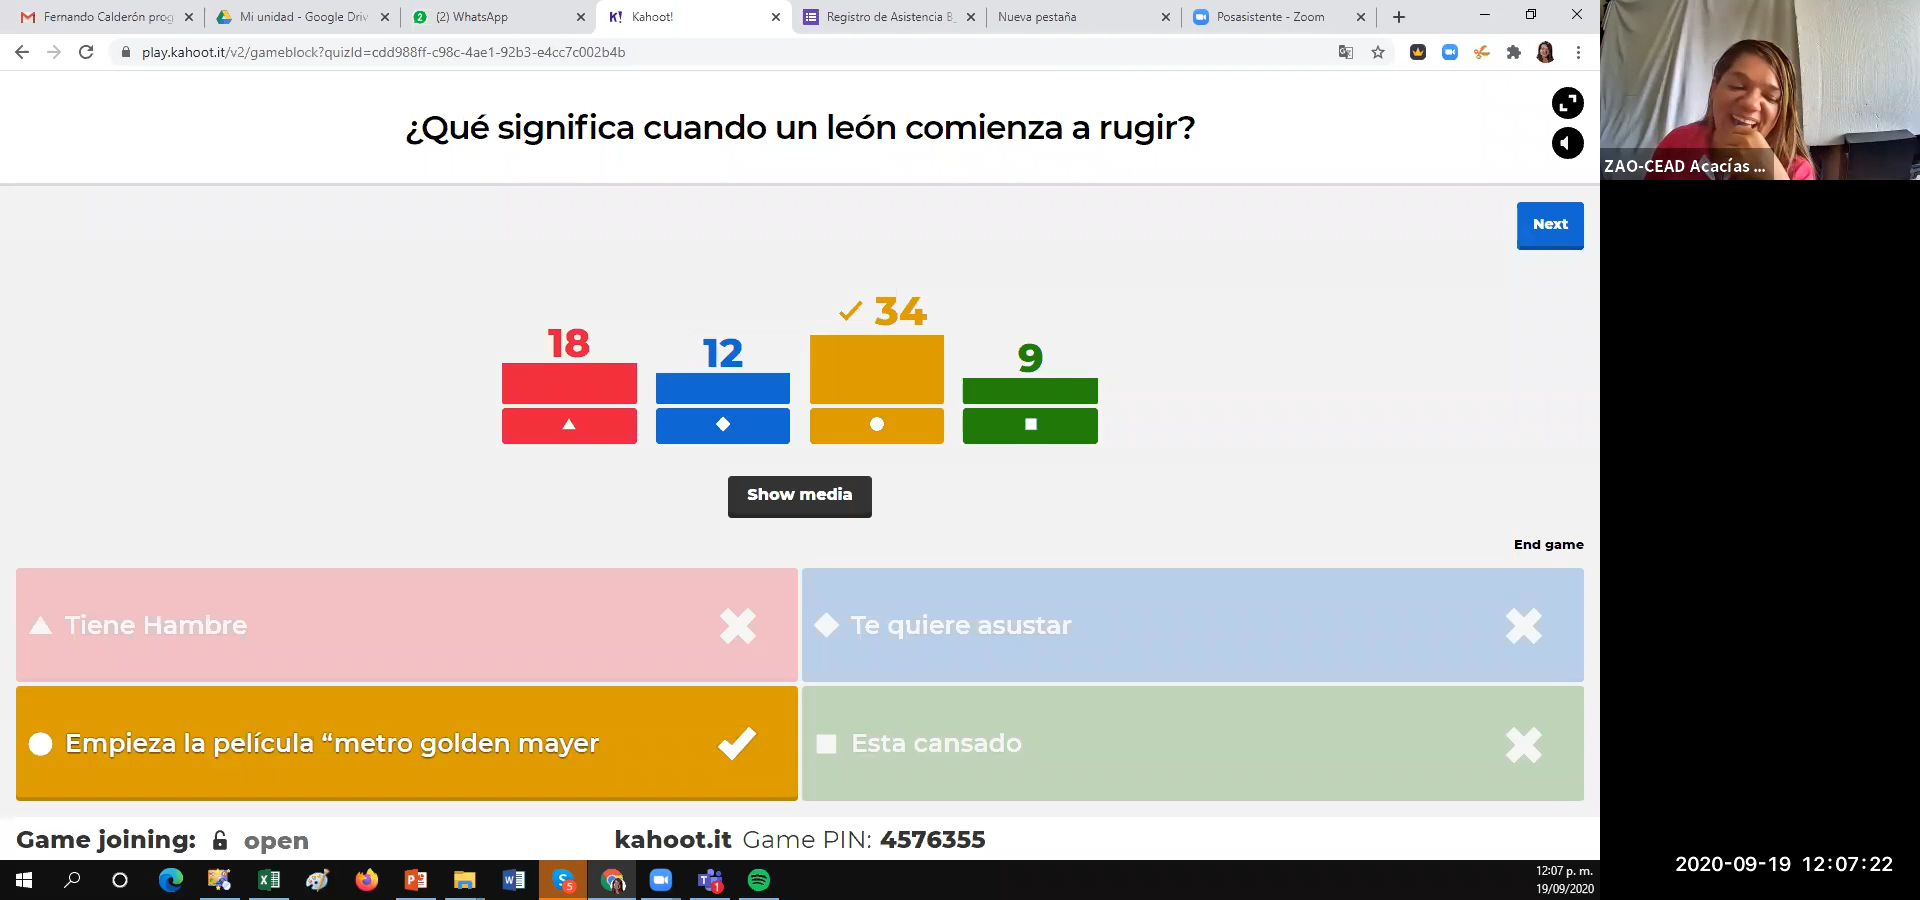 Fernando Calderón prog
Mi unidad - Google Driv
(2) WhatsApp
Kahoot!
Registro de Asistencia B_
Nueva pestaña
Posasistente - Zoom
play.kahoot.it/v2/gameblock?quizId=cdd988ff-c98c-4ae1-92b3-e4cc7c002b4b
¿Qué significa cuando un león comienza a rugir?
ZAO-CEAD Acacías ...
Next
18
12
34
9
Show media
End game
Tiene Hambre
Te quiere asustar
Empieza la película “metro golden mayer
Esta cansado
Game joining: open
kahoot.it Game PIN: 4576355
12:07 p. m.
19/09/2020
2020-09-19 12:07:22